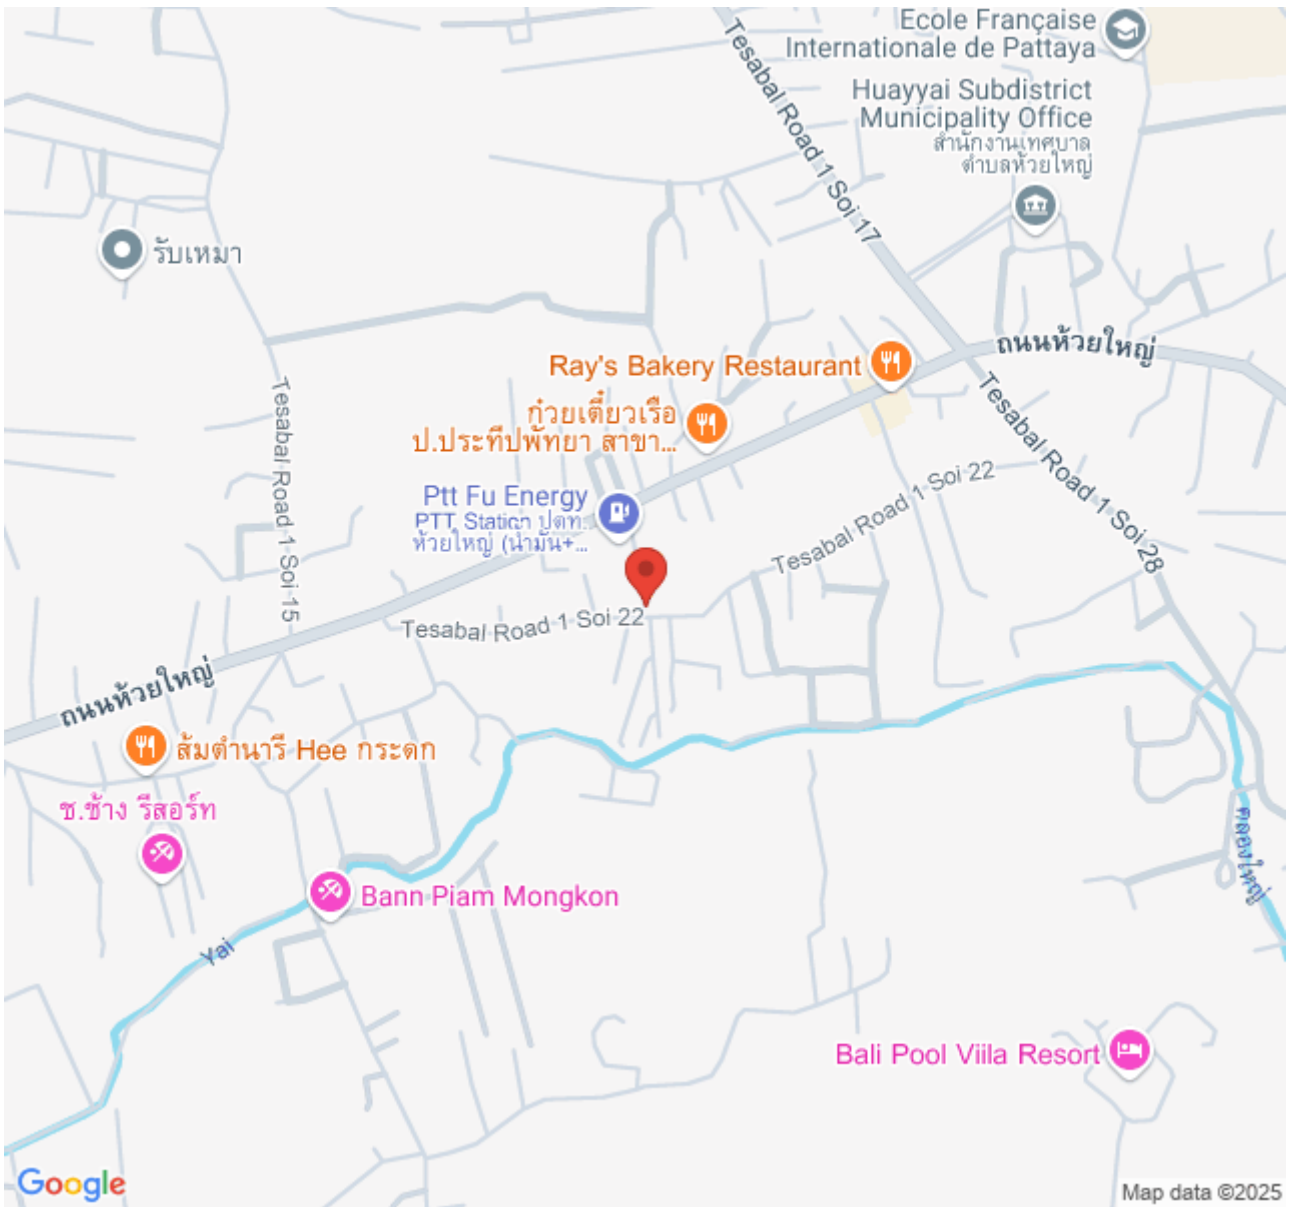 Ecole Française
Internationale de Pattaya
Tesabal Road 1 Soi 17
Huayyai Subdistrict
Municipality Office
สำนักงานเทศบาล
ตำบลห้วยใหญ่
รับเหมา
ถนนห้วยใหญ่
Ray's Bakery Restaurant
ก๋วยเตี๋ยวเรือ
ป.ประทีปพัทยา สาขา...
Tesabal Road 1 Soi 15
Tesabal Road 1 Soi 28
Tesabal Road 1 Soi 22
Ptt Fu Energy
PTT Station ปตท.
ห้วยใหญ่ (น้ำมัน+...
Tesabal Road 1 Soi 22
ถนนห้วยใหญ่
ส้มตำนารี Hee กระดก
ช.ช้าง รีสอร์ท
คลองใหญ่
Bann Piam Mongkon
Yai
Bali Pool Viila Resort
Google
Map data ©2025